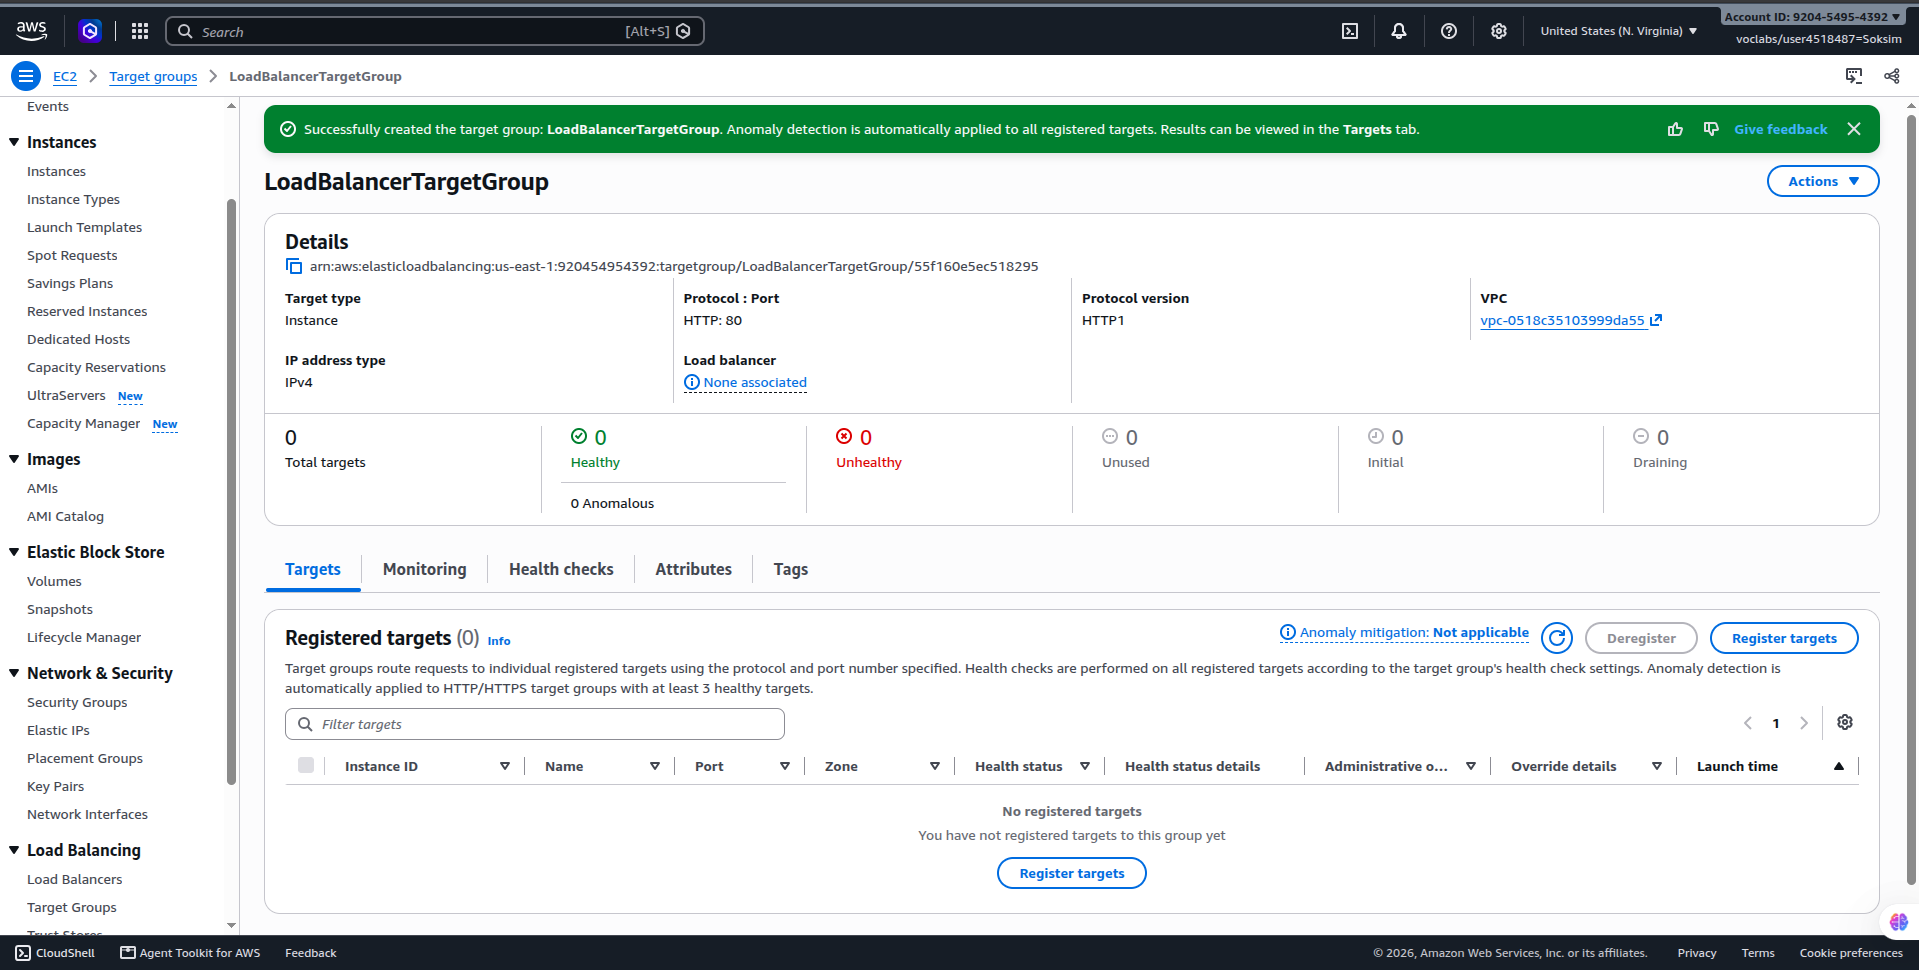 aws
Search [Alt+S]
United States (N. Virginia)
Account ID: 9204-5495-4392
voclabs/user4518487=Soksim
EC2 Target groups LoadBalancerTargetGroup
Events
Instances
Instances
Instance Types
Launch Templates
Spot Requests
Savings Plans
Reserved Instances
Dedicated Hosts
Capacity Reservations
UltraServers New
Capacity Manager New
Images
AMIs
AMI Catalog
Elastic Block Store
Volumes
Snapshots
Lifecycle Manager
Network & Security
Security Groups
Elastic IPs
Placement Groups
Key Pairs
Network Interfaces
Load Balancing
Load Balancers
Target Groups
Trust Stores
Successfully created the target group: LoadBalancerTargetGroup. Anomaly detection is automatically applied to all registered targets. Results can be viewed in the Targets tab.
Give feedback
LoadBalancerTargetGroup
Actions
Details
arn:aws:elasticloadbalancing:us-east-1:920454954392:targetgroup/LoadBalancerTargetGroup/55f160e5ec518295
Target type
Instance
Protocol : Port
HTTP: 80
Protocol version
HTTP1
VPC
vpc-0518c35103999da55
IP address type
IPv4
Load balancer
None associated
0
Total targets
0
Healthy
0 Anomalous
0
Unhealthy
0
Unused
0
Initial
0
Draining
Targets Monitoring Health checks Attributes Tags
Registered targets (0) Info
Anomaly mitigation: Not applicable
Deregister
Register targets
Target groups route requests to individual registered targets using the protocol and port number specified. Health checks are performed on all registered targets according to the target group's health check settings. Anomaly detection is
automatically applied to HTTP/HTTPS target groups with at least 3 healthy targets.
Filter targets
1
Instance ID Name Port Zone Health status Health status details Administrative o... Override details Launch time
No registered targets
You have not registered targets to this group yet
Register targets
CloudShell Agent Toolkit for AWS Feedback
© 2026, Amazon Web Services, Inc. or its affiliates. Privacy Terms Cookie preferences